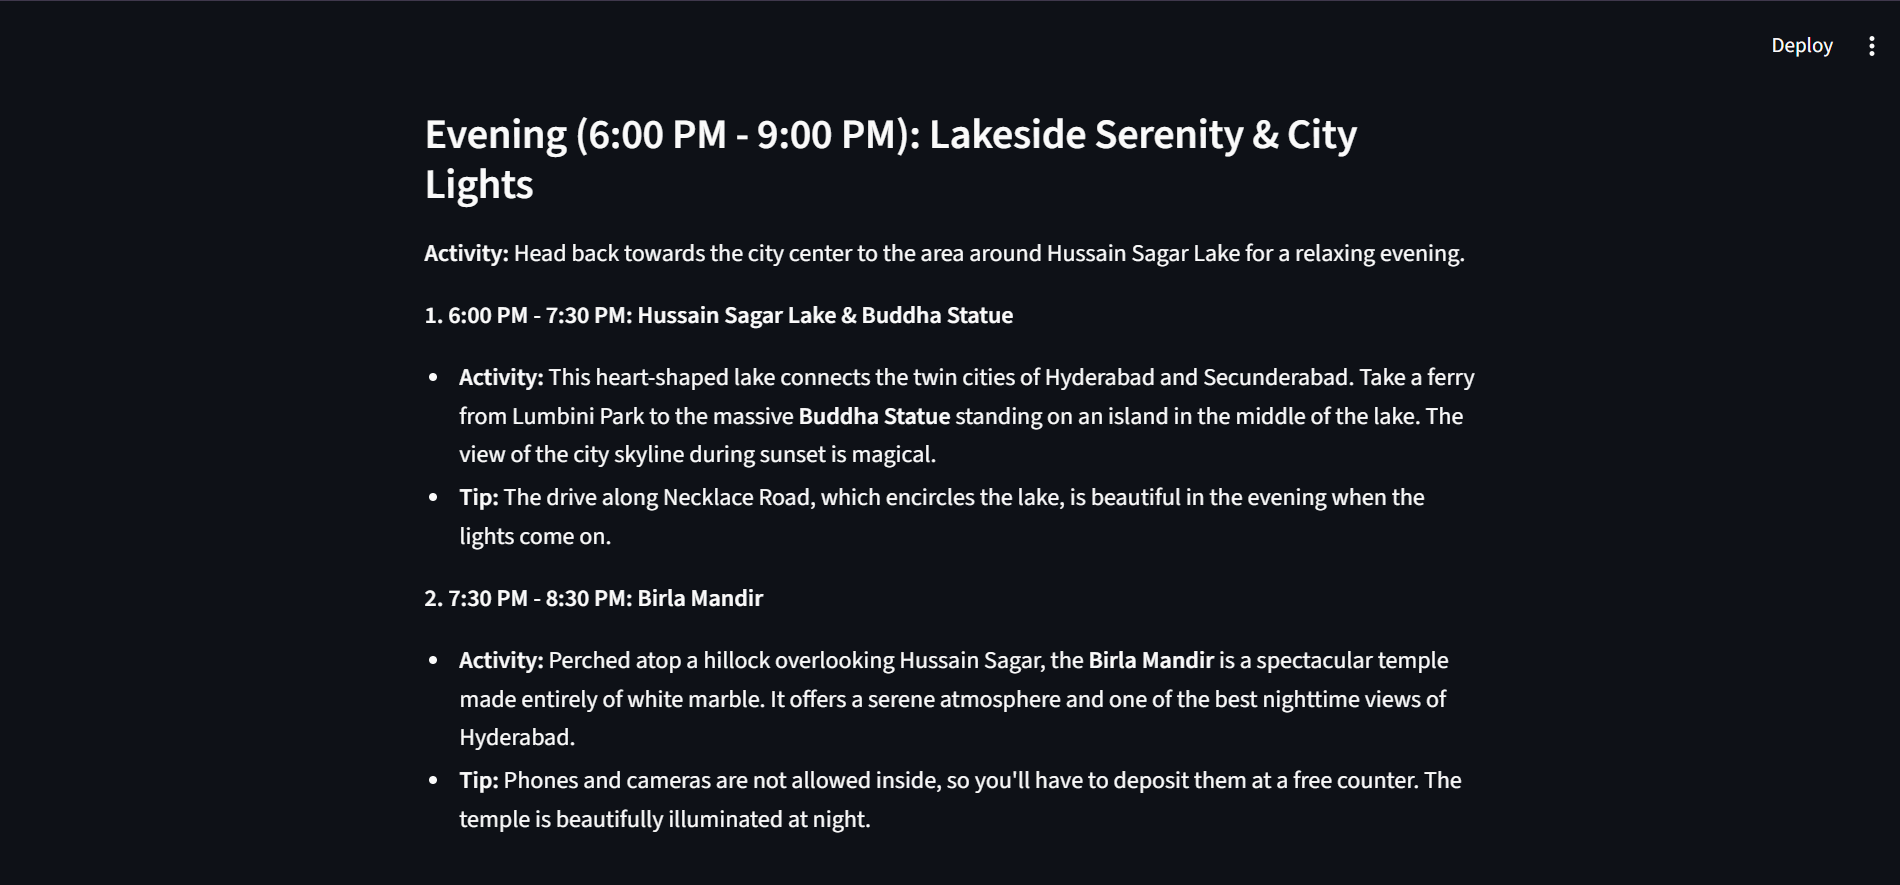 Deploy
Evening (6:00 PM - 9:00 PM): Lakeside Serenity & City
Lights
Activity: Head back towards the city center to the area around Hussain Sagar Lake for a relaxing evening.
1. 6:00 PM - 7:30 PM: Hussain Sagar Lake & Buddha Statue
• Activity: This heart-shaped lake connects the twin cities of Hyderabad and Secunderabad. Take a ferry
from Lumbini Park to the massive Buddha Statue standing on an island in the middle of the lake. The
view of the city skyline during sunset is magical.
• Tip: The drive along Necklace Road, which encircles the lake, is beautiful in the evening when the
lights come on.
2. 7:30 PM - 8:30 PM: Birla Mandir
• Activity: Perched atop a hillock overlooking Hussain Sagar, the Birla Mandir is a spectacular temple
made entirely of white marble. It offers a serene atmosphere and one of the best nighttime views of
Hyderabad.
• Tip: Phones and cameras are not allowed inside, so you'll have to deposit them at a free counter. The
temple is beautifully illuminated at night.